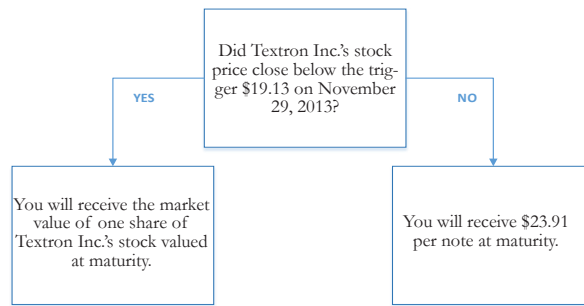 Did Textron Inc.'s stock
price close below the trig-
ger $19.13 on November
29, 2013?
YES
NO
You will receive the market
value of one share of
Textron Inc.'s stock valued
at maturity.
You will receive $23.91
per note at maturity.